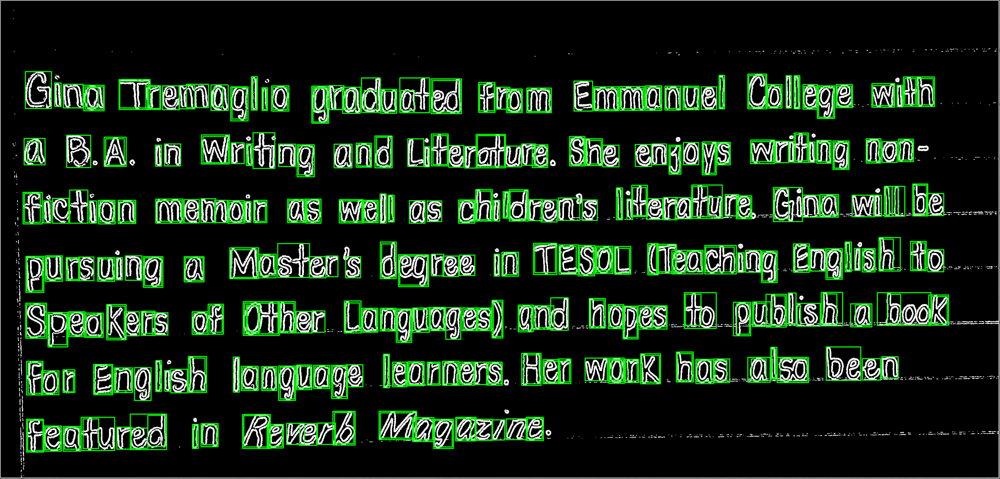 Gina Tremaglio graduated from Emmanuel College with
a B.A. in Writing and Literature. She enjoys writing non-
fiction memoir as well as children's literature. Gina will be
pursuing a Master's degree in TESOL (Teaching English to
Speakers of Other Languages) and hopes to publish a book
for English language learners. Her work has also been
featured in Reverb Magazine.